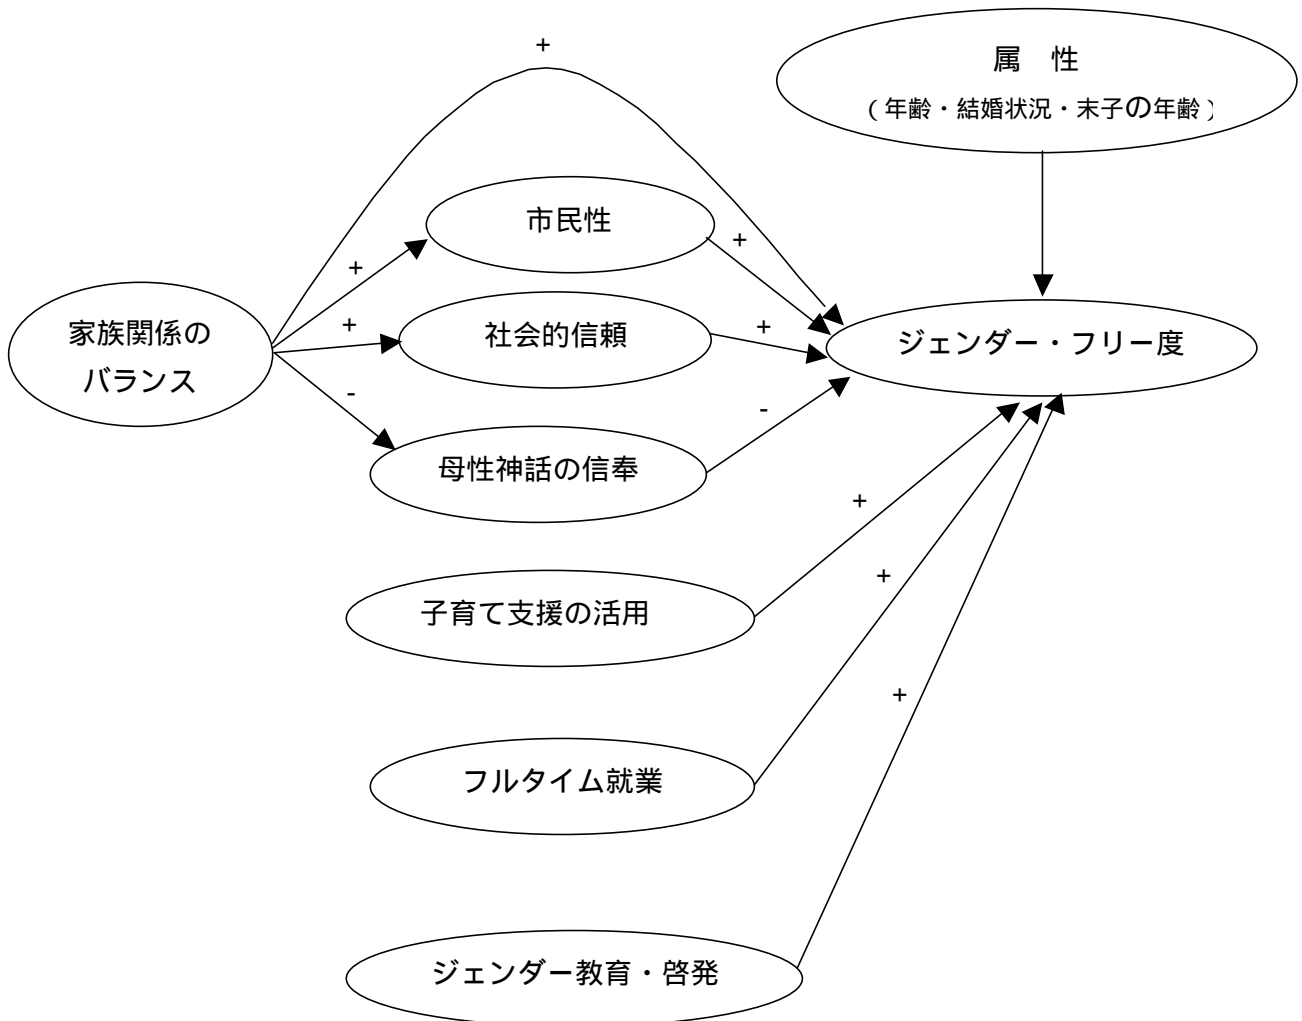 +
属 性
(年齢・結婚状況・末子の年齢)
市民性
+
+
家族関係の
バランス
+
社会的信頼
+
ジェンダー・フリー度
-
母性神話の信奉
-
+
子育て支援の活用
+
フルタイム就業
+
ジェンダー教育・啓発